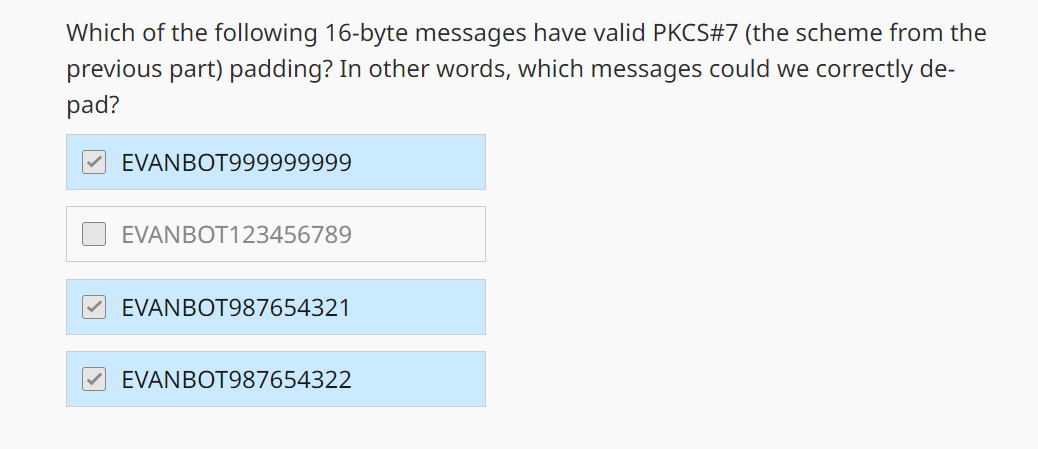 Which of the following 16-byte messages have valid PKCS#7 (the scheme from the
previous part) padding? In other words, which messages could we correctly de-
pad?
EVANBOT999999999
EVANBOT123456789
EVANBOT987654321
EVANBOT987654322